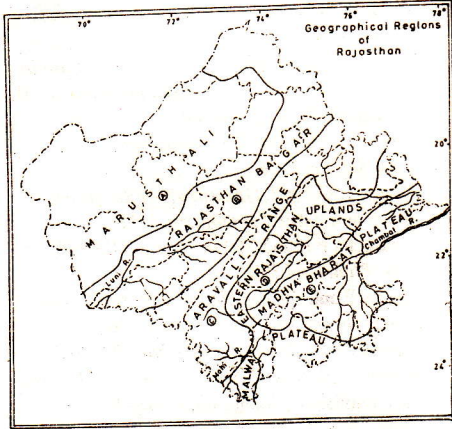 70°
72°
74°
76°
78°
Geographical Regions
of
Rajasthan
20°
22°
24°
MARUSTHALI
A
RAJASTHAN BAGAR
B
Luni R.
ARAVALLI RANGE
C
EASTERN RAJASTHAN
UPLANDS
D
MADHYA BHARAT
PLATEAU
Chambal
E
PLATEAU
MALWA
Mahi R.